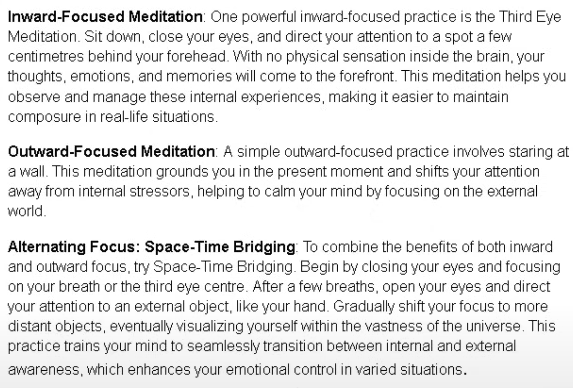 Inward-Focused Meditation: One powerful inward-focused practice is the Third Eye
Meditation. Sit down, close your eyes, and direct your attention to a spot a few
centimetres behind your forehead. With no physical sensation inside the brain, your
thoughts, emotions, and memories will come to the forefront. This meditation helps you
observe and manage these internal experiences, making it easier to maintain
composure in real-life situations.
Outward-Focused Meditation: A simple outward-focused practice involves staring at
a wall. This meditation grounds you in the present moment and shifts your attention
away from internal stressors, helping to calm your mind by focusing on the external
world.
Alternating Focus: Space-Time Bridging: To combine the benefits of both inward
and outward focus, try Space-Time Bridging. Begin by closing your eyes and focusing
on your breath or the third eye centre. After a few breaths, open your eyes and direct
your attention to an external object, like your hand. Gradually shift your focus to more
distant objects, eventually visualizing yourself within the vastness of the universe. This
practice trains your mind to seamlessly transition between internal and external
awareness, which enhances your emotional control in varied situations.